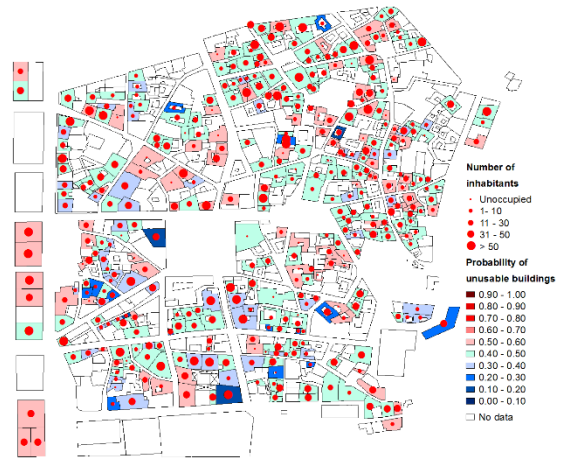 Number of
inhabitants
Unoccupied
1- 10
11 - 30
31 - 50
> 50
Probability of
unusable buildings
0.90 - 1.00
0.80 - 0.90
0.70 - 0.80
0.60 - 0.70
0.50 - 0.60
0.40 - 0.50
0.30 - 0.40
0.20 - 0.30
0.10 - 0.20
0.00 - 0.10
No data